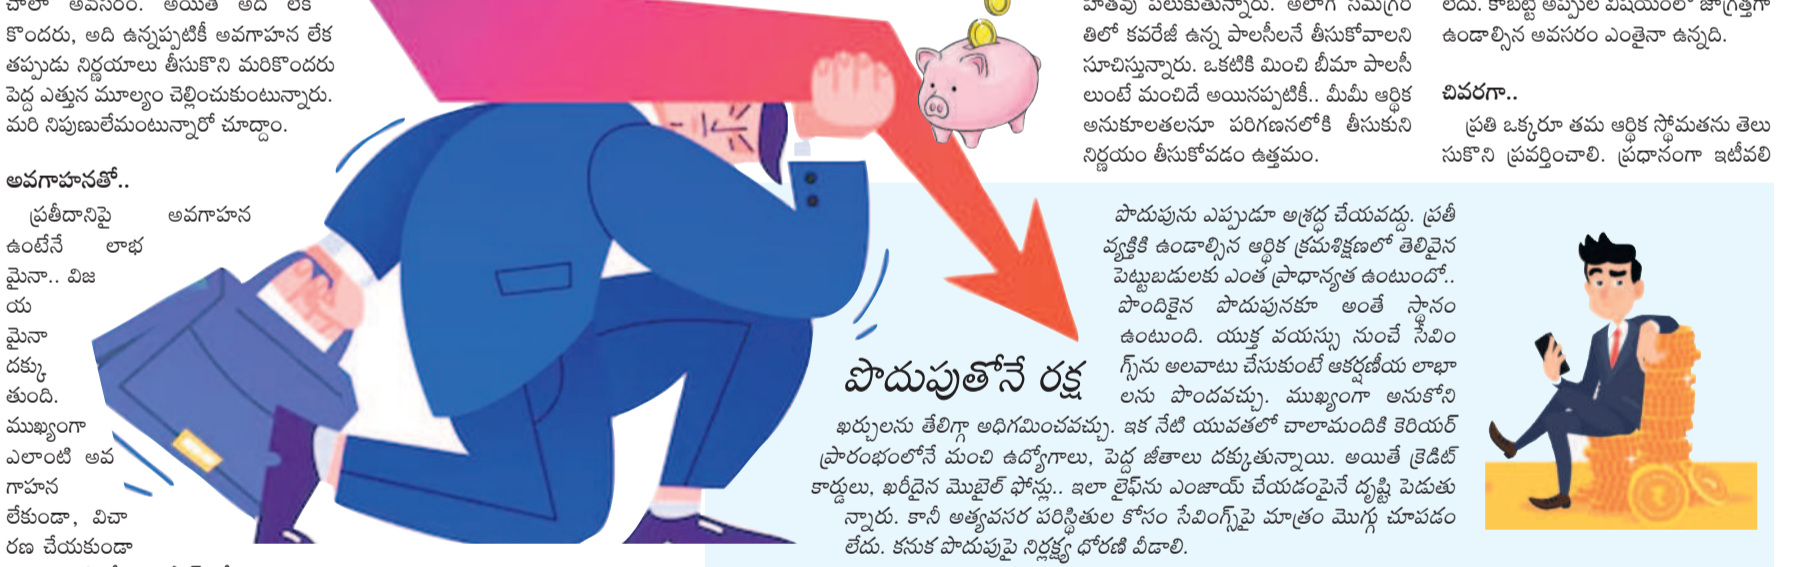 చాలా అవసరం. అయితే అది లేక
కొందరు, అది ఉన్నప్పటికీ అవగాహన లేక
తప్పుడు నిర్ణయాలు తీసుకొని మరికొందరు
పెద్ద ఎత్తున మూల్యం చెల్లించుకుంటున్నారు.
మరి నిపుణులేమంటున్నారో చూద్దాం.
అవగాహనతో..
ప్రతీదానిపై అవగాహన
ఉంటేనే లాభ
మైనా.. విజ
య
మైనా
దక్కు
తుంది.
ముఖ్యంగా
ఎలాంటి అవ
గాహన
లేకుండా, విచా
రణ చేయకుండా
హితవు పలుకుతున్నారు. అలాగే సమగ్రరీ
తిలో కవరేజీ ఉన్న పాలసీలనే తీసుకోవాలని
సూచిస్తున్నారు. ఒకటికి మించి బీమా పాలసీ
లుంటే మంచిదే అయినప్పటికీ.. మీమీ ఆర్థిక
అనుకూలతలనూ పరిగణనలోకి తీసుకుని
నిర్ణయం తీసుకోవడం ఉత్తమం.
లేదు. కాబట్టి అప్పుల విషయంలో జాగ్రత్తగా
ఉండాల్సిన అవసరం ఎంతైనా ఉన్నది.
చివరగా..
ప్రతి ఒక్కరూ తమ ఆర్థిక స్థోమతను తెలు
సుకొని ప్రవర్తించాలి. ప్రధానంగా ఇటీవలి
పొదుపుతోనే రక్ష
పొదుపును ఎప్పుడూ అశ్రద్ధ చేయవద్దు. ప్రతీ
వ్యక్తికి ఉండాల్సిన ఆర్థిక క్రమశిక్షణలో తెలివైన
పెట్టుబడులకు ఎంత ప్రాధాన్యత ఉంటుందో..
పొందికైన పొదుపునకూ అంతే స్థానం
ఉంటుంది. యుక్త వయస్సు నుంచే సేవిం
గ్స్‌ను అలవాటు చేసుకుంటే ఆకర్షణీయ లాభా
లను పొందవచ్చు. ముఖ్యంగా అనుకోని
ఖర్చులను తేలిగ్గా అధిగమించవచ్చు. ఇక నేటి యువతలో చాలామందికి కెరియర్
ప్రారంభంలోనే మంచి ఉద్యోగాలు, పెద్ద జీతాలు దక్కుతున్నాయి. అయితే క్రెడిట్
కార్డులు, ఖరీదైన మొబైల్ ఫోన్లు.. ఇలా లైఫ్‌ను ఎంజాయ్ చేయడంపైనే దృష్టి పెడుతు
న్నారు. కానీ అత్యవసర పరిస్థితుల కోసం సేవింగ్స్‌పై మాత్రం మొగ్గు చూపడం
లేదు. కనుక పొదుపుపై నిర్లక్ష్య ధోరణి వీడాలి.